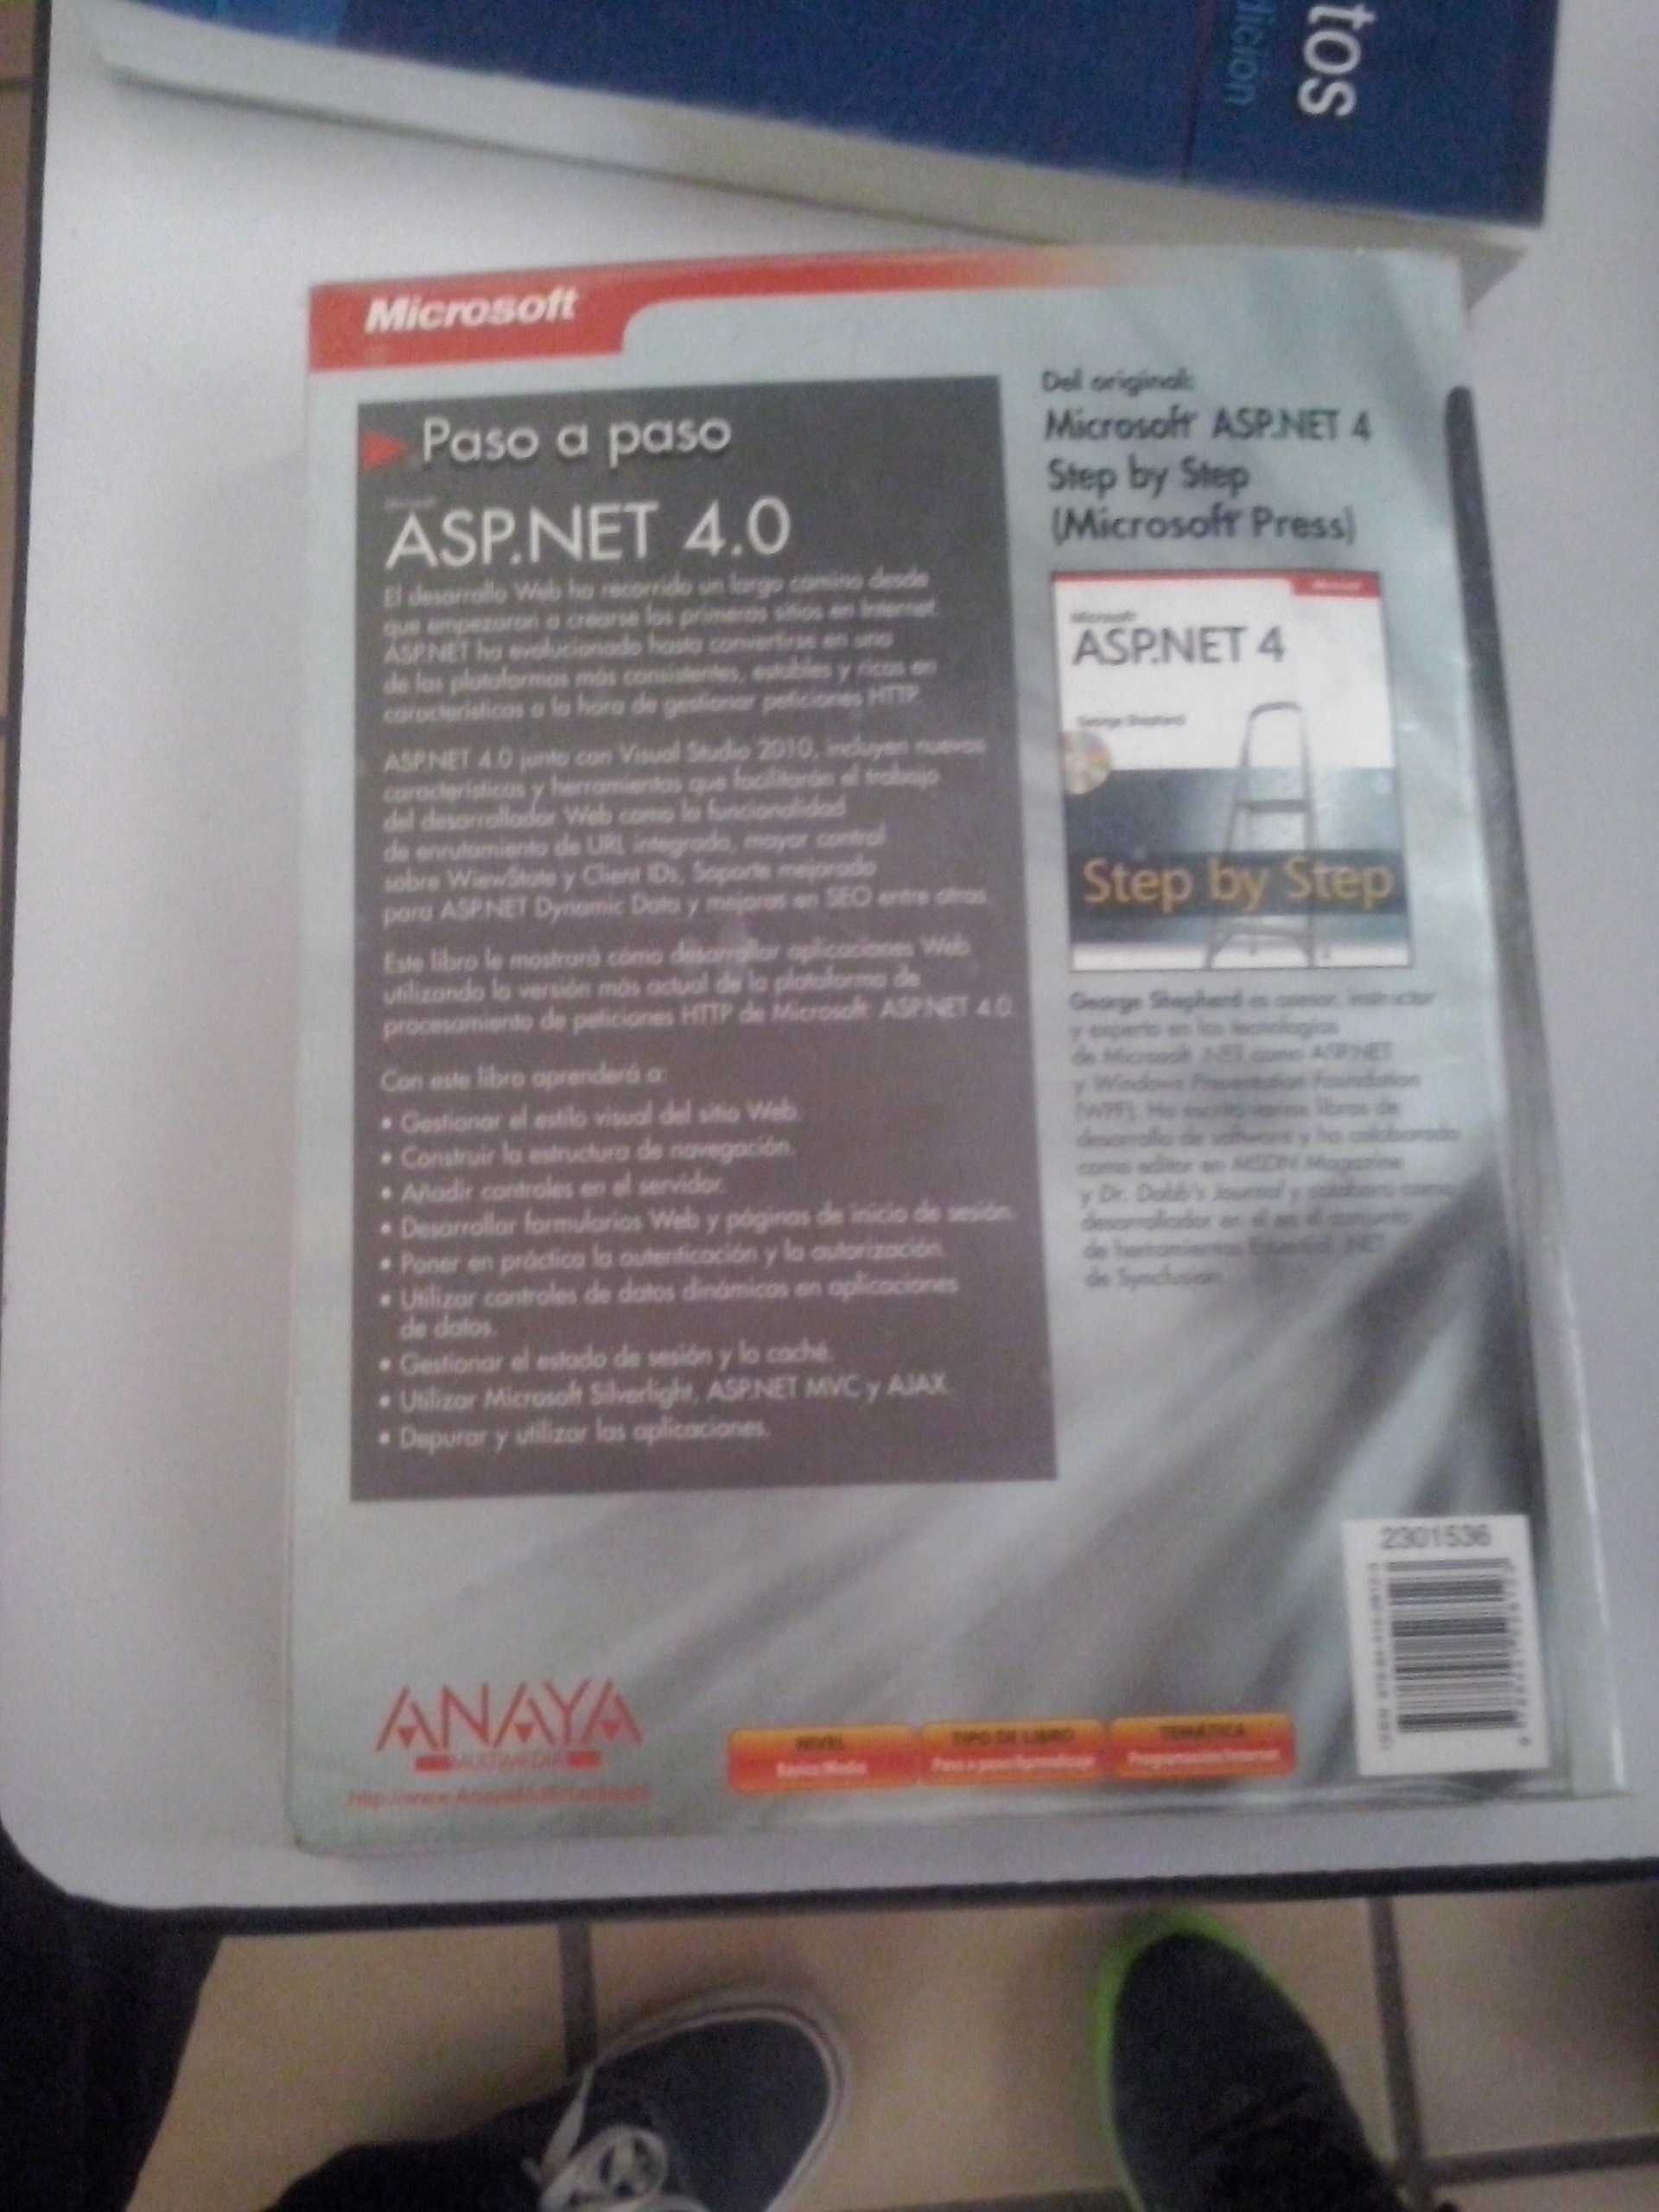 tos
dición
Microsoft
Paso a paso
Microsoft
ASP.NET 4.0
El desarrollo Web ha recorrido un largo camino desde
que empezaron a crearse los primeros sitios en Internet.
ASP.NET ha evolucionado hasta convertirse en una
de las plataformas más consistentes, estables y ricas en
características a la hora de gestionar peticiones HTTP.
ASP.NET 4.0 junto con Visual Studio 2010, incluyen nuevas
características y herramientas que facilitarán el trabajo
del desarrollador Web como la funcionalidad
de enrutamiento de URL integrado, mayor control
sobre WiewState y Client IDs, Soporte mejorado
para ASP.NET Dynamic Data y mejoras en SEO entre otras.
Este libro le mostrará cómo desarrollar aplicaciones Web
utilizando la versión más actual de la plataforma de
procesamiento de peticiones HTTP de Microsoft: ASP.NET 4.0
Con este libro aprenderá a:
• Gestionar el estilo visual del sitio Web.
• Construir la estructura de navegación.
• Añadir controles en el servidor.
• Desarrollar formularios Web y páginas de inicio de sesión.
• Poner en práctica la autenticación y la autorización.
• Utilizar controles de datos dinámicos en aplicaciones
de datos.
• Gestionar el estado de sesión y la caché.
• Utilizar Microsoft Silverlight, ASP.NET MVC y AJAX.
• Depurar y utilizar las aplicaciones.
Del original:
Microsoft ASP.NET 4
Step by Step
(Microsoft Press)
Microsoft
Microsoft
ASP.NET 4
George Shepherd
Step by Step
George Shepherd es asesor, instructor
y experto en las tecnologías
de Microsoft .NET como ASP.NET
y Windows Presentation Foundation
(WPF). Ha escrito varios libros de
desarrollo de software y ha colaborado
como editor en MSDN Magazine
y Dr. Dobb's Journal y colabora como
desarrollador en el en el conjunto
de herramientas Essential .NET
de Syncfusion.
2301536
ANAYA
MULTIMEDIA
http://www.AnayaMultimedia.es
NIVEL
Básico/Medio
TIPO DE LIBRO
Paso a paso/Aprendizaje
TEMÁTICA
Programación/Internet